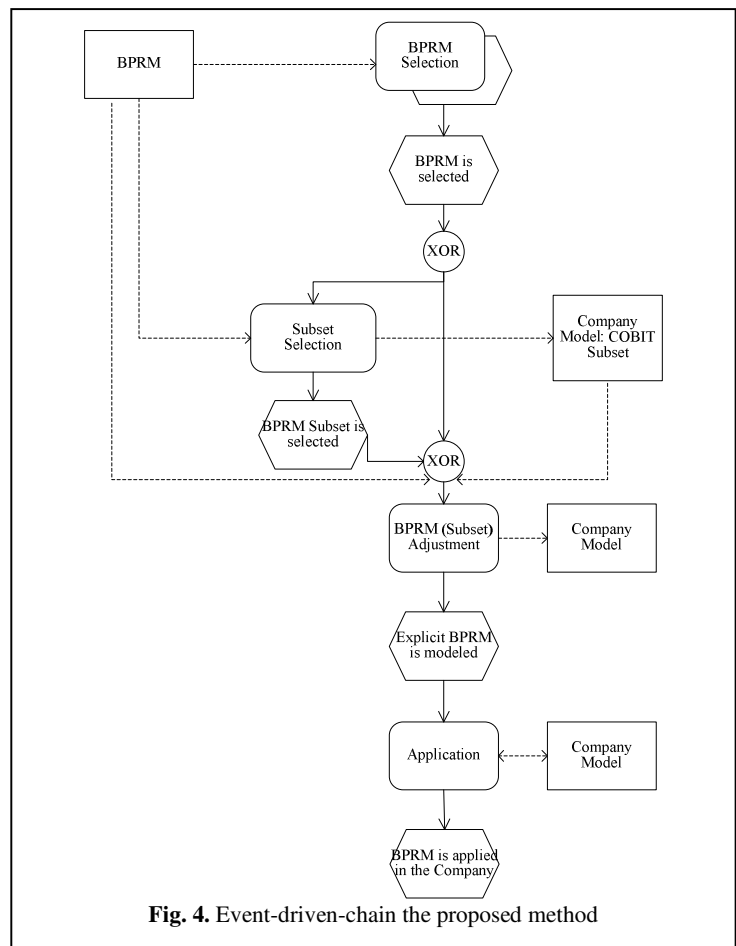 BPRM
BPRM
Selection
BPRM is
selected
XOR
Subset
Selection
Company
Model: COBIT
Subset
BPRM Subset is
selected
XOR
BPRM (Subset)
Adjustment
Company
Model
Explicit BPRM
is modeled
Application
Company
Model
BPRM is applied
in the Company
Fig. 4. Event-driven-chain the proposed method